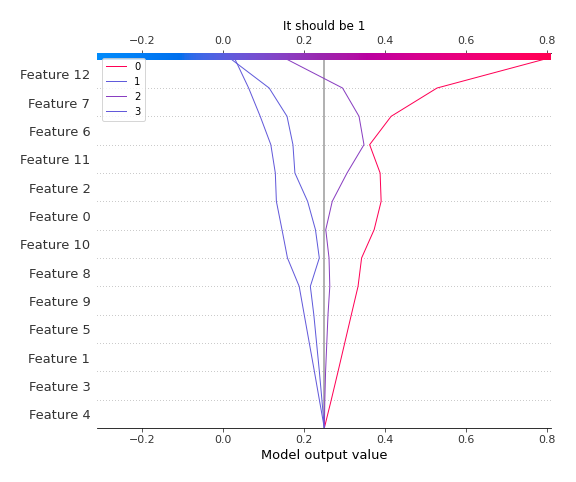 It should be 1
−0.2 0.0 0.2 0.4 0.6 0.8
0
1
2
3
Feature 12
Feature 7
Feature 6
Feature 11
Feature 2
Feature 0
Feature 10
Feature 8
Feature 9
Feature 5
Feature 1
Feature 3
Feature 4
−0.2 0.0 0.2 0.4 0.6 0.8
Model output value